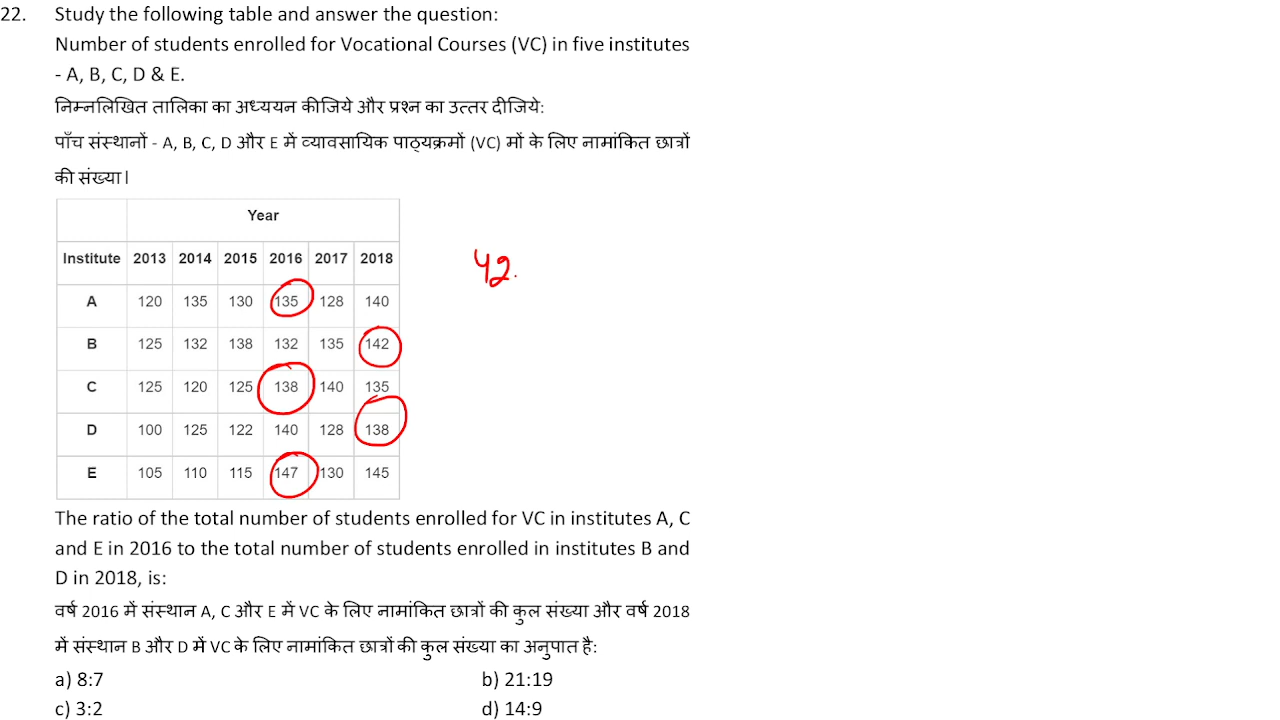 22. Study the following table and answer the question:
Number of students enrolled for Vocational Courses (VC) in five institutes
- A, B, C, D & E.
निम्नलिखित तालिका का अध्ययन कीजिये और प्रश्न का उत्तर दीजिये:
पाँच संस्थानों - A, B, C, D और E में व्यावसायिक पाठ्यक्रमों (VC) मों के लिए नामांकित छात्रों
की संख्या।
Year
Institute 2013 2014 2015 2016 2017 2018
A 120 135 130 135 128 140
42.
B 125 132 138 132 135 142
C 125 120 125 138 140 135
D 100 125 122 140 128 138
E 105 110 115 147 130 145
The ratio of the total number of students enrolled for VC in institutes A, C
and E in 2016 to the total number of students enrolled in institutes B and
D in 2018, is:
वर्ष 2016 में संस्थान A, C और E में VC के लिए नामांकित छात्रों की कुल संख्या और वर्ष 2018
में संस्थान B और D में VC के लिए नामांकित छात्रों की कुल संख्या का अनुपात है:
a) 8:7 b) 21:19
c) 3:2 d) 14:9